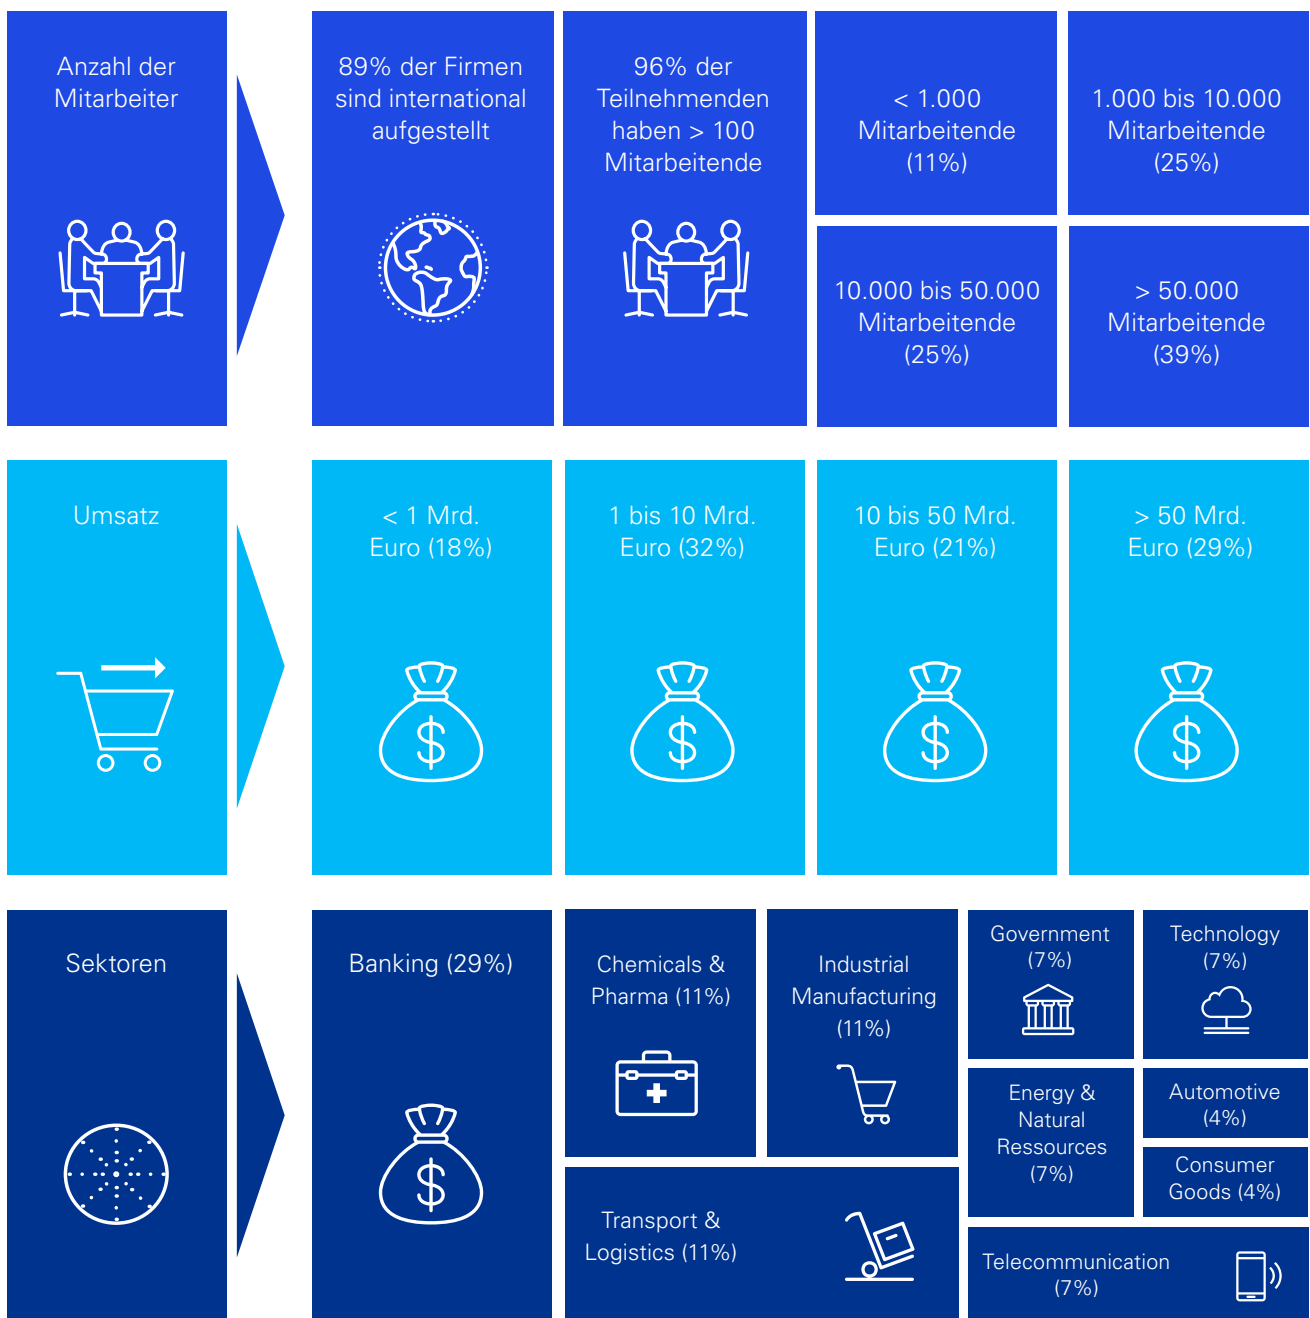 Anzahl der
Mitarbeiter
89% der Firmen
sind international
aufgestellt
96% der
Teilnehmenden
haben > 100
Mitarbeitende
< 1.000
Mitarbeitende
(11%)
1.000 bis 10.000
Mitarbeitende
(25%)
10.000 bis 50.000
Mitarbeitende
(25%)
> 50.000
Mitarbeitende
(39%)
Umsatz
< 1 Mrd.
Euro (18%)
1 bis 10 Mrd.
Euro (32%)
10 bis 50 Mrd.
Euro (21%)
> 50 Mrd.
Euro (29%)
$
$
$
$
Sektoren
Banking (29%)
$
Chemicals &
Pharma (11%)
Industrial
Manufacturing
(11%)
Transport &
Logistics (11%)
Government
(7%)
Technology
(7%)
Energy &
Natural
Ressources
(7%)
Automotive
(4%)
Consumer
Goods (4%)
Telecommunication
(7%)